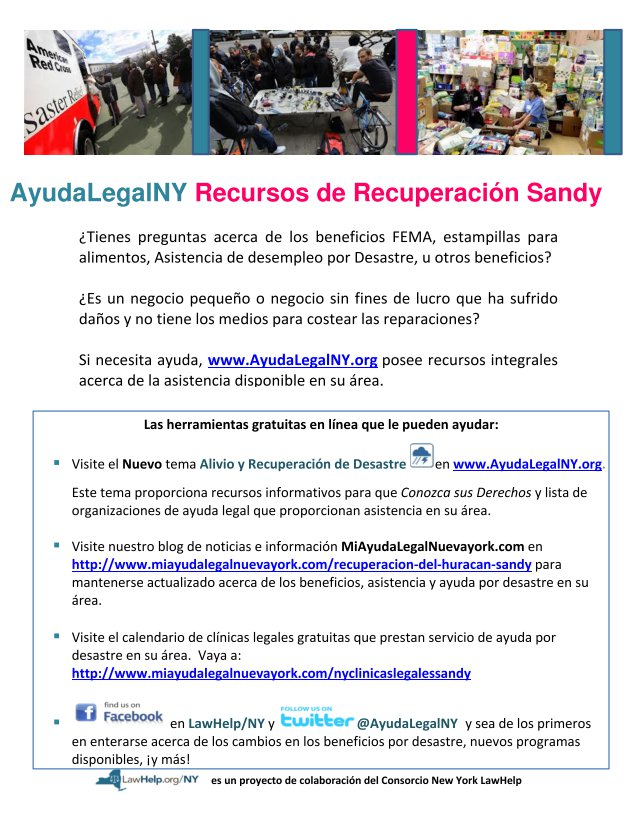 American
Red Cross
saster Relief
AyudaLegalNY Recursos de Recuperación Sandy
¿Tienes preguntas acerca de los beneficios FEMA, estampillas para
alimentos, Asistencia de desempleo por Desastre, u otros beneficios?
¿Es un negocio pequeño o negocio sin fines de lucro que ha sufrido
daños y no tiene los medios para costear las reparaciones?
Si necesita ayuda, www.AyudaLegalNY.org posee recursos integrales
acerca de la asistencia disponible en su área.
Las herramientas gratuitas en línea que le pueden ayudar:
▪ Visite el Nuevo tema Alivio y Recuperación de Desastre en www.AyudaLegalNY.org.
Este tema proporciona recursos informativos para que Conozca sus Derechos y lista de
organizaciones de ayuda legal que proporcionan asistencia en su área.
▪ Visite nuestro blog de noticias e información MiAyudaLegalNuevayork.com en
http://www.miayudalegalnuevayork.com/recuperacion-del-huracan-sandy para
mantenerse actualizado acerca de los beneficios, asistencia y ayuda por desastre en su
área.
▪ Visite el calendario de clínicas legales gratuitas que prestan servicio de ayuda por
desastre en su área. Vaya a:
http://www.miayudalegalnuevayork.com/nyclinicaslegalessandy
▪ find us on Facebook en LawHelp/NY y FOLLOW US ON twitter @AyudaLegalNY y sea de los primeros
en enterarse acerca de los cambios en los beneficios por desastre, nuevos programas
disponibles, ¡y más!
LawHelp.org/NY es un proyecto de colaboración del Consorcio New York LawHelp